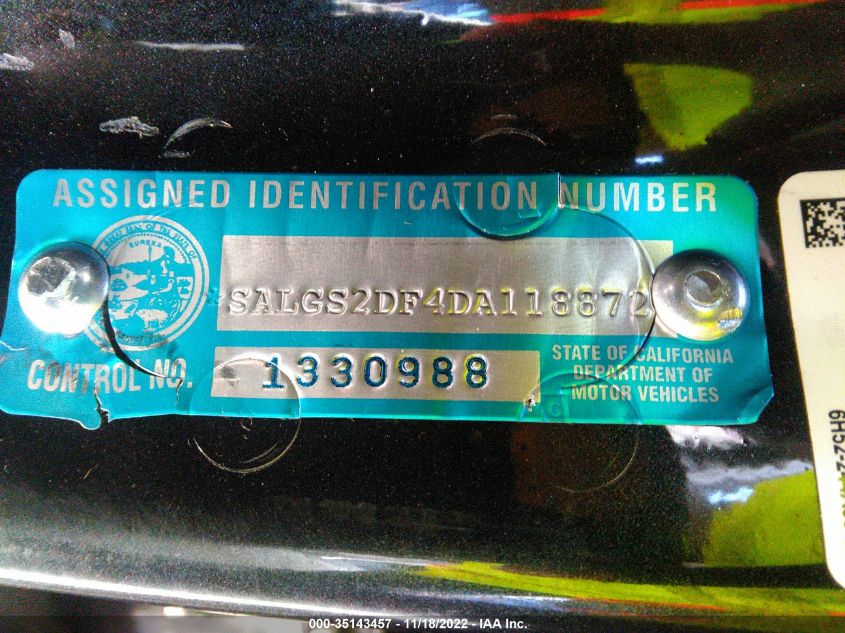 ASSIGNED IDENTIFICATION NUMBER
EUREKA
SALGS2DF4DA118872
CONTROL NO. 1330988
STATE OF CALIFORNIA
DEPARTMENT OF
MOTOR VEHICLES
000-35143457 - 11/18/2022 - IAA Inc.